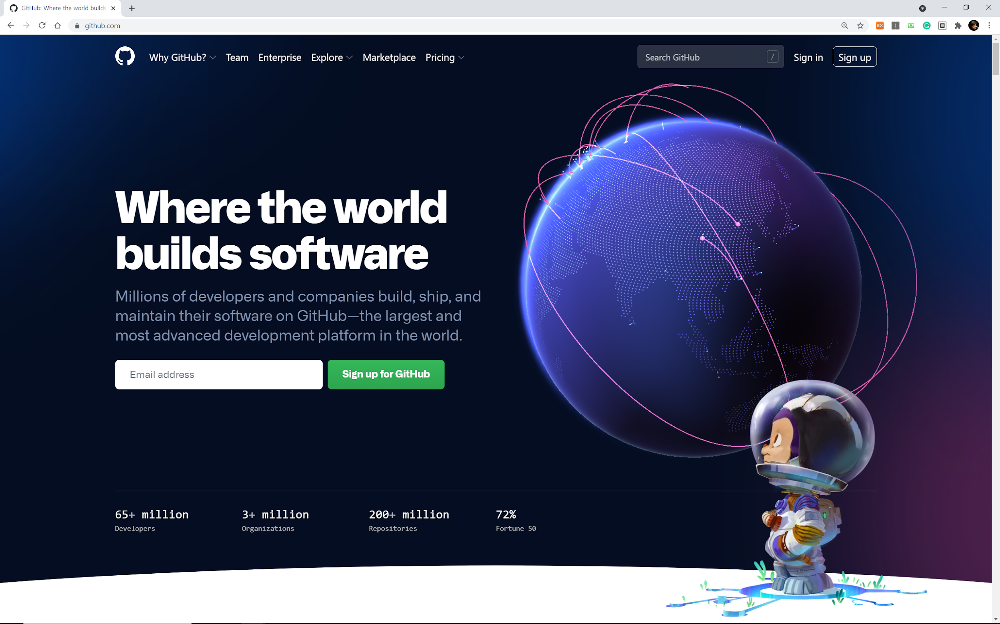 GitHub: Where the world builds
github.com
EX
Why GitHub? Team Enterprise Explore Marketplace Pricing
Search GitHub /
Sign in
Sign up
Where the world
builds software
Millions of developers and companies build, ship, and
maintain their software on GitHub—the largest and
most advanced development platform in the world.
Email address
Sign up for GitHub
65+ million
Developers
3+ million
Organizations
200+ million
Repositories
72%
Fortune 50